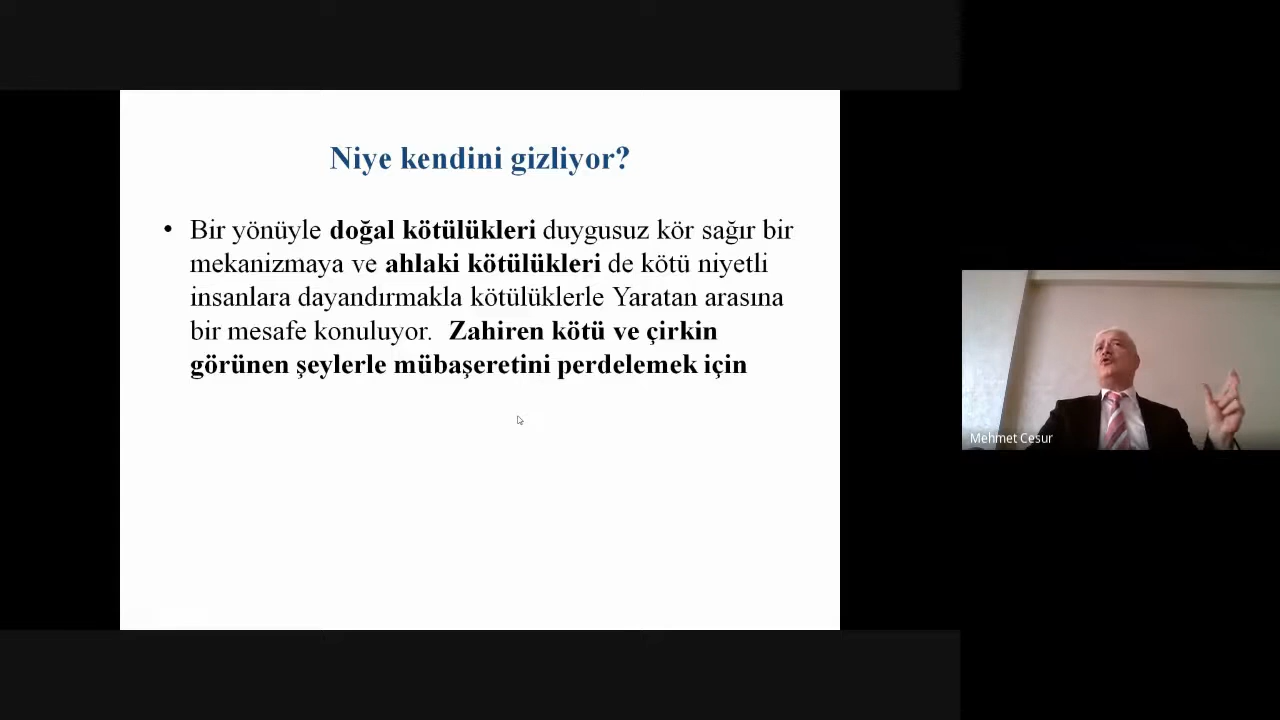 Niye kendini gizliyor?
• Bir yönüyle doğal kötülükleri duygusuz kör sağır bir
mekanizmaya ve ahlaki kötülükleri de kötü niyetli
insanlara dayandırmakla kötülüklerle Yaratan arasına
bir mesafe konuluyor. Zahiren kötü ve çirkin
görünen şeylerle mübaşeretini perdelemek için
Mehmet Cesur